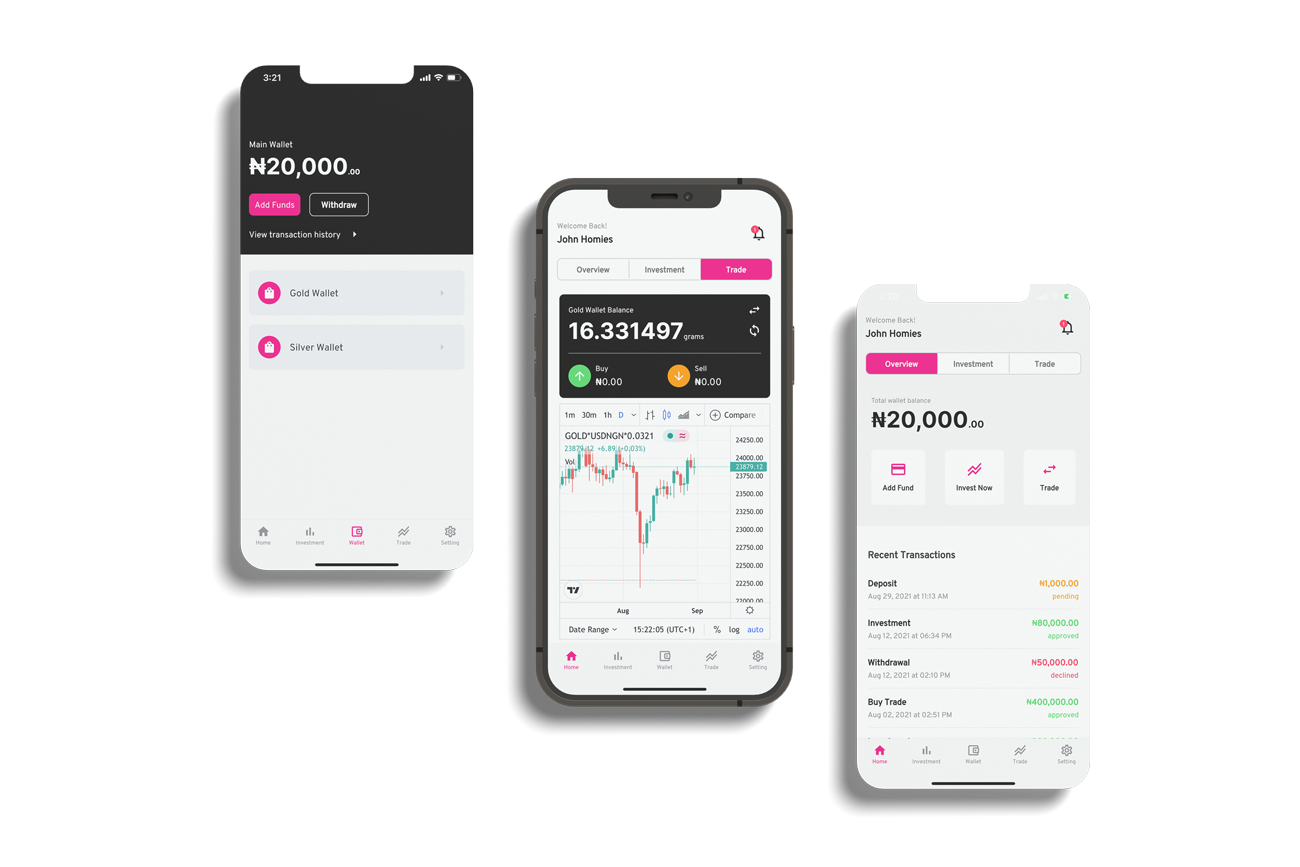 3:21
Main Wallet
₦20,000.00
Add Funds Withdraw
View transaction history
Gold Wallet
Silver Wallet
Home Investment Wallet Trade Setting
Welcome Back!
John Homies
1
Overview Investment Trade
Gold Wallet Balance
16.331497 grams
Buy
₦0.00
Sell
₦0.00
1m 30m 1h D Compare
GOLD*USDNGN*0.0321
23879.12 +6.89 (+0.03%)
Vol
24250.00
24000.00
23879.12
23750.00
23500.00
23250.00
23000.00
22750.00
22500.00
22250.00
22000.00
Aug Sep
Date Range 15:22:05 (UTC+1) % log auto
Home Investment Wallet Trade Setting
Welcome Back!
John Homies
Overview Investment Trade
Total wallet balance
₦20,000.00
Add Fund Invest Now Trade
Recent Transactions
Deposit ₦1,000.00
Aug 29, 2021 at 11:13 AM pending
Investment ₦80,000.00
Aug 12, 2021 at 06:34 PM approved
Withdrawal ₦50,000.00
Aug 12, 2021 at 02:10 PM declined
Buy Trade ₦400,000.00
Aug 02, 2021 at 02:51 PM approved
Home Investment Wallet Trade Setting